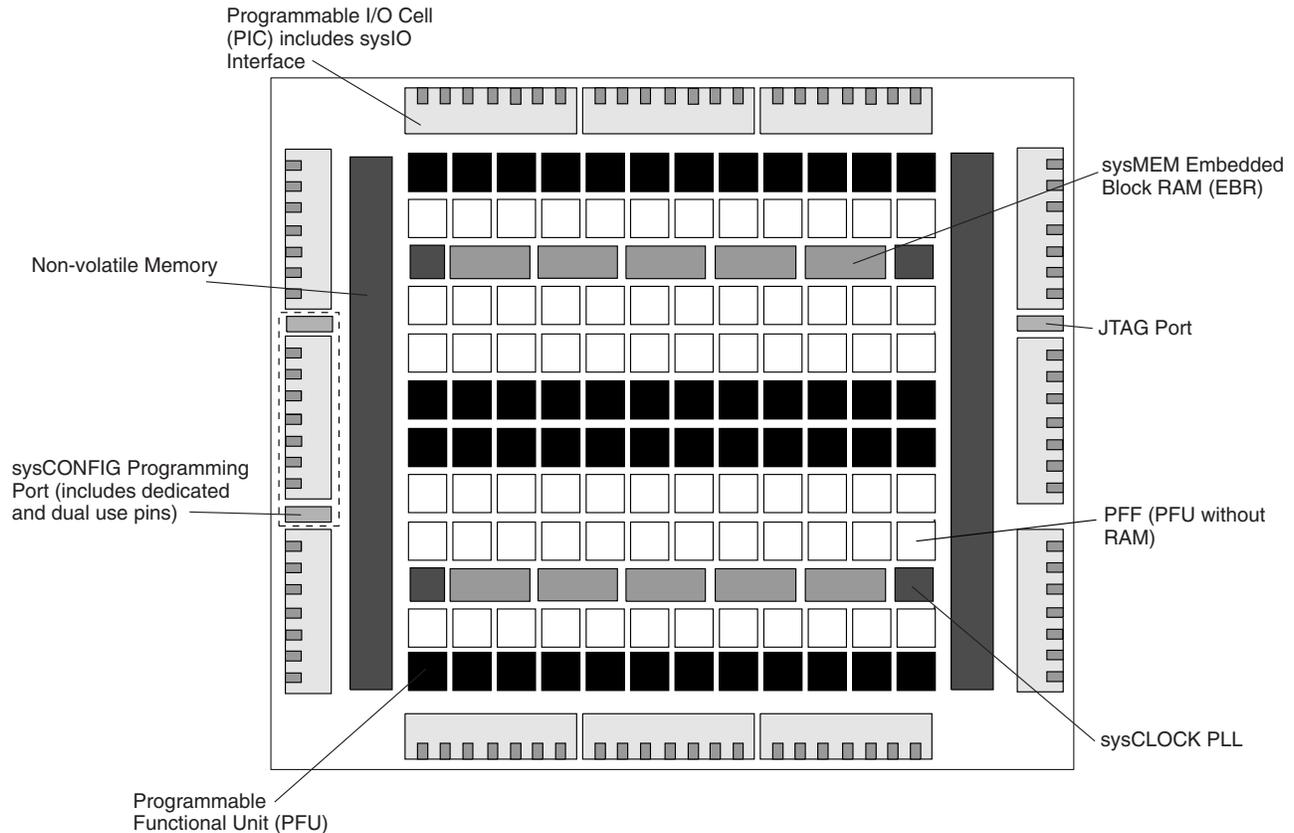 Programmable I/O Cell
(PIC) includes sysIO
Interface
sysMEM Embedded
Block RAM (EBR)
Non-volatile Memory
JTAG Port
sysCONFIG Programming
Port (includes dedicated
and dual use pins)
PFF (PFU without
RAM)
sysCLOCK PLL
Programmable
Functional Unit (PFU)